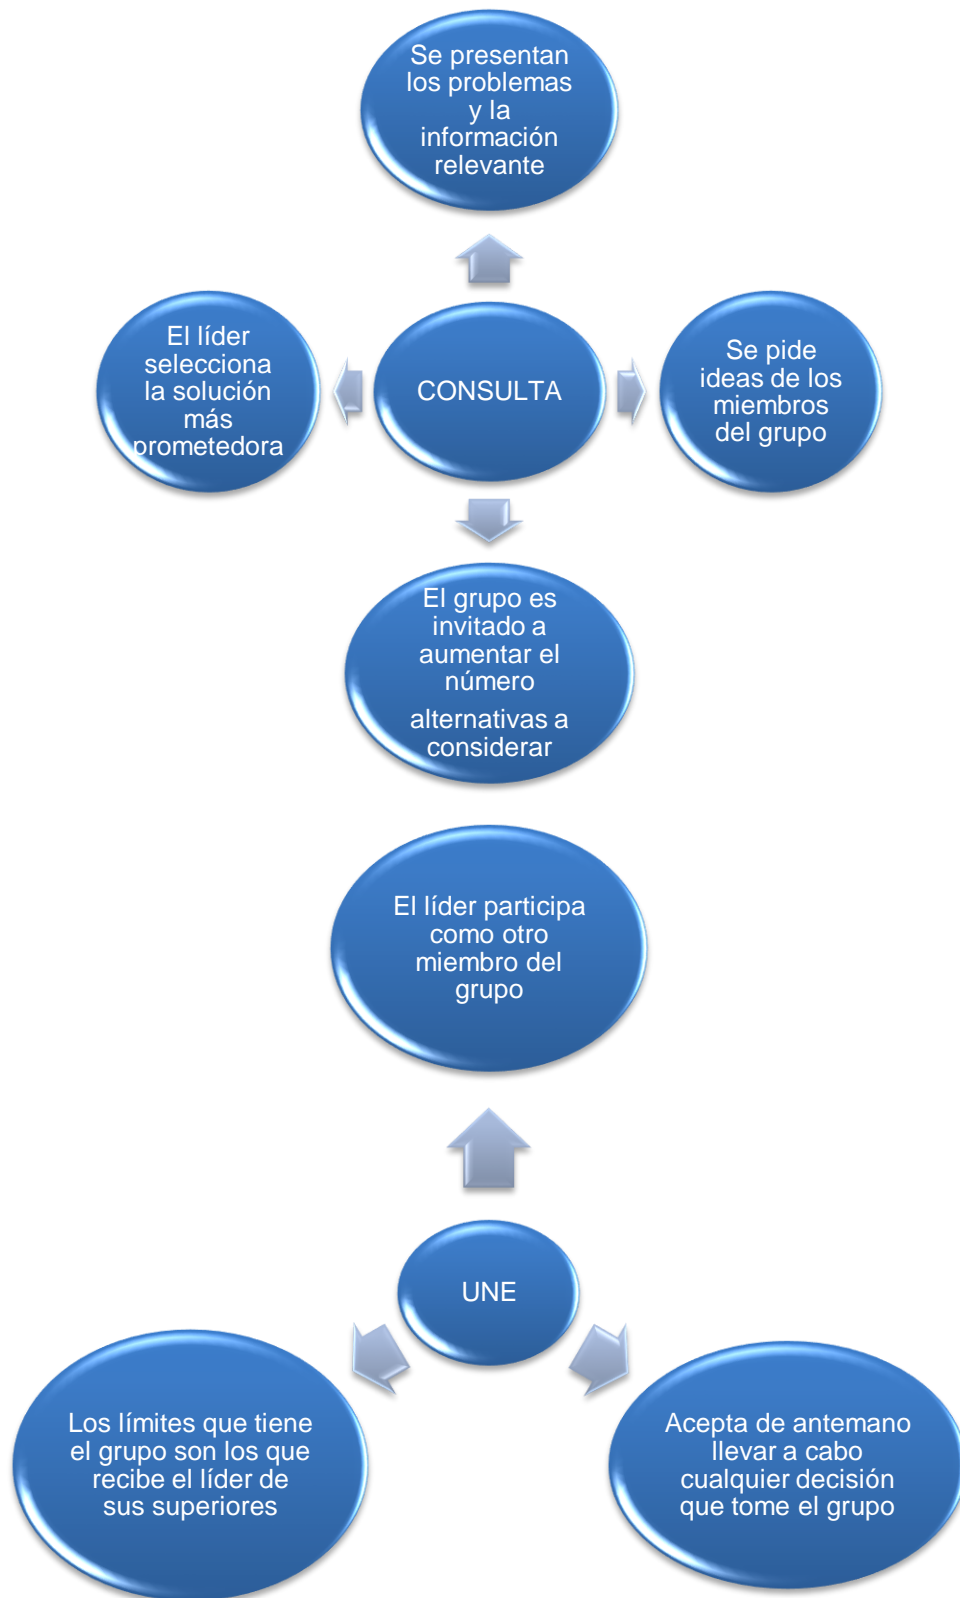 Se presentan
los problemas
y la
información
relevante
El líder
selecciona
la solución
más
prometedora
CONSULTA
Se pide
ideas de los
miembros
del grupo
El grupo es
invitado a
aumentar el
número
alternativas a
considerar
El líder participa
como otro
miembro del
grupo
UNE
Los límites que tiene
el grupo son los que
recibe el líder de
sus superiores
Acepta de antemano
llevar a cabo
cualquier decisión
que tome el grupo